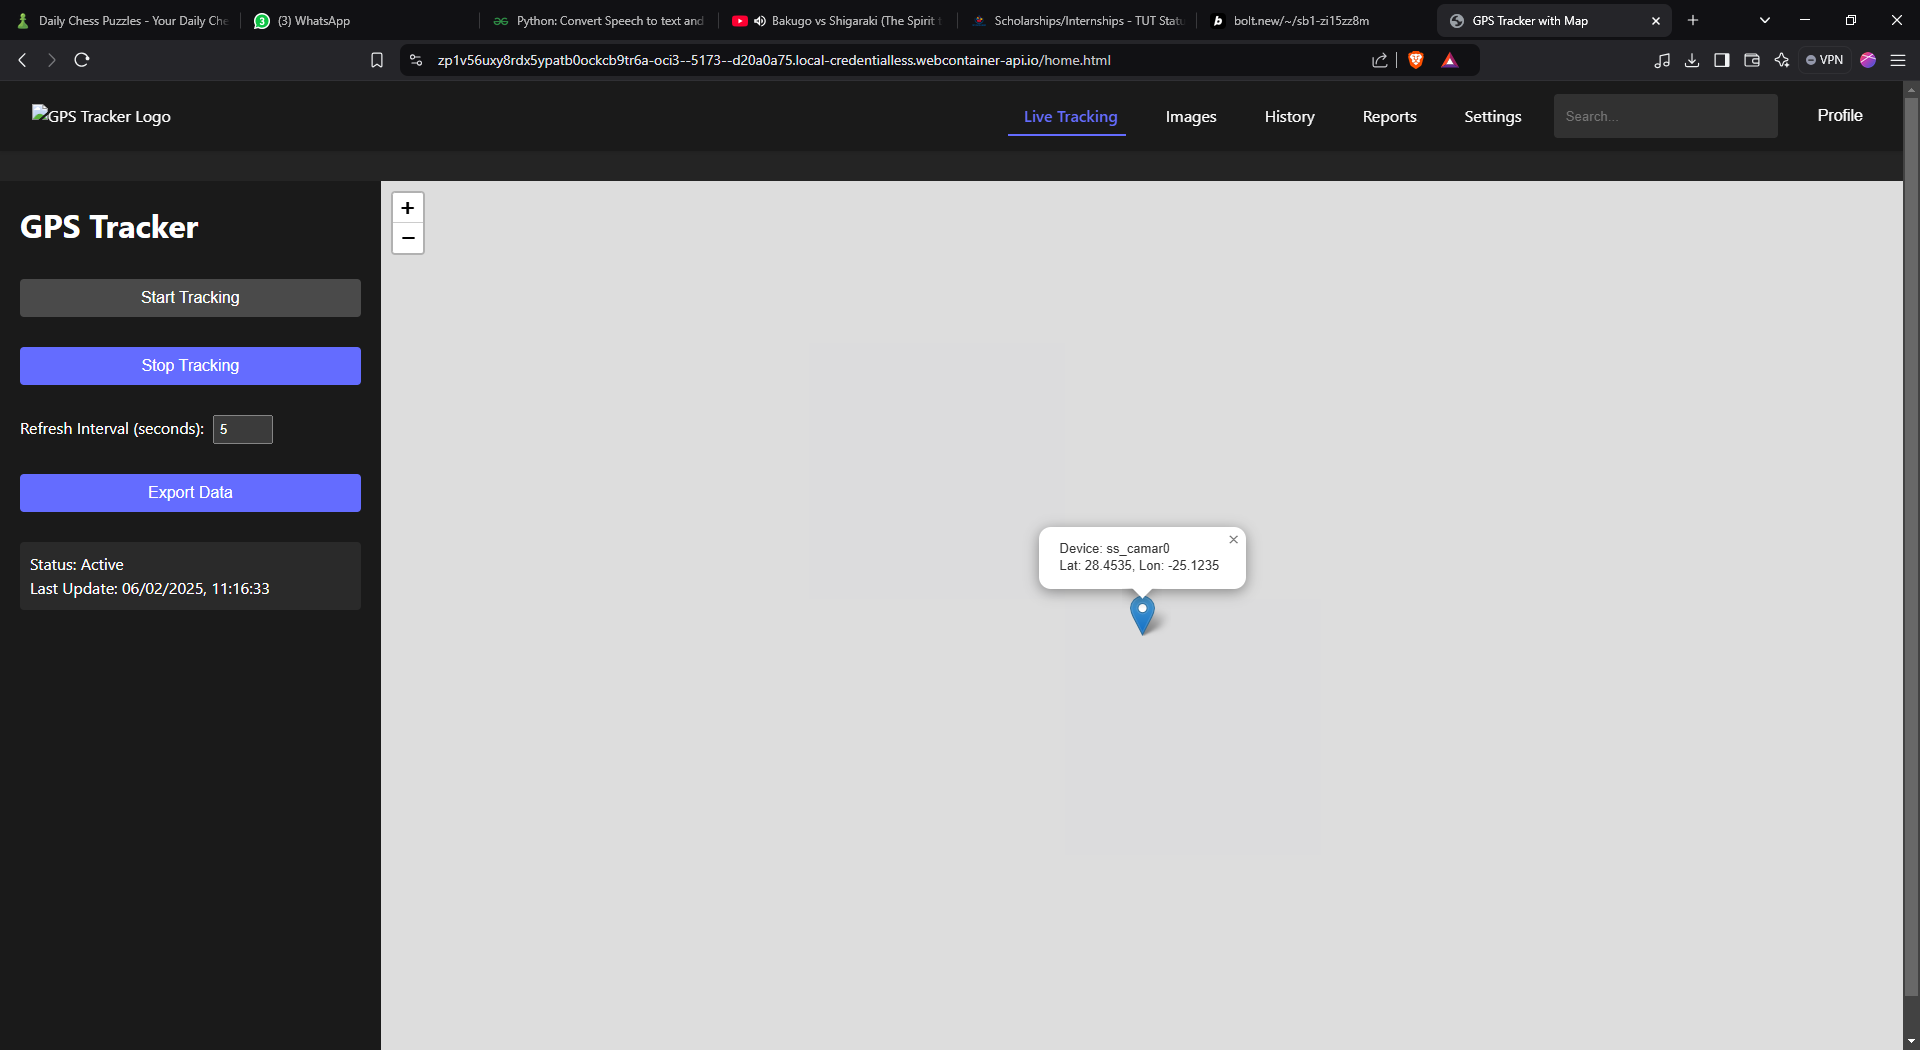 Daily Chess Puzzles - Your Daily Che
(3) WhatsApp
Python: Convert Speech to text and
Bakugo vs Shigaraki (The Spirit
Scholarships/Internships - TUT Statu
bolt.new/~/sb1-zi15zz8m
GPS Tracker with Map
zp1v56uxy8rdx5ypatb0ockcb9tr6a-oci3--5173--d20a0a75.local-credentialless.webcontainer-api.io/home.html
VPN
GPS Tracker Logo
Live Tracking
Images
History
Reports
Settings
Search...
Profile
GPS Tracker
Start Tracking
Stop Tracking
Refresh Interval (seconds): 5
Export Data
Status: Active
Last Update: 06/02/2025, 11:16:33
+
−
Device: ss_camar0
Lat: 28.4535, Lon: -25.1235